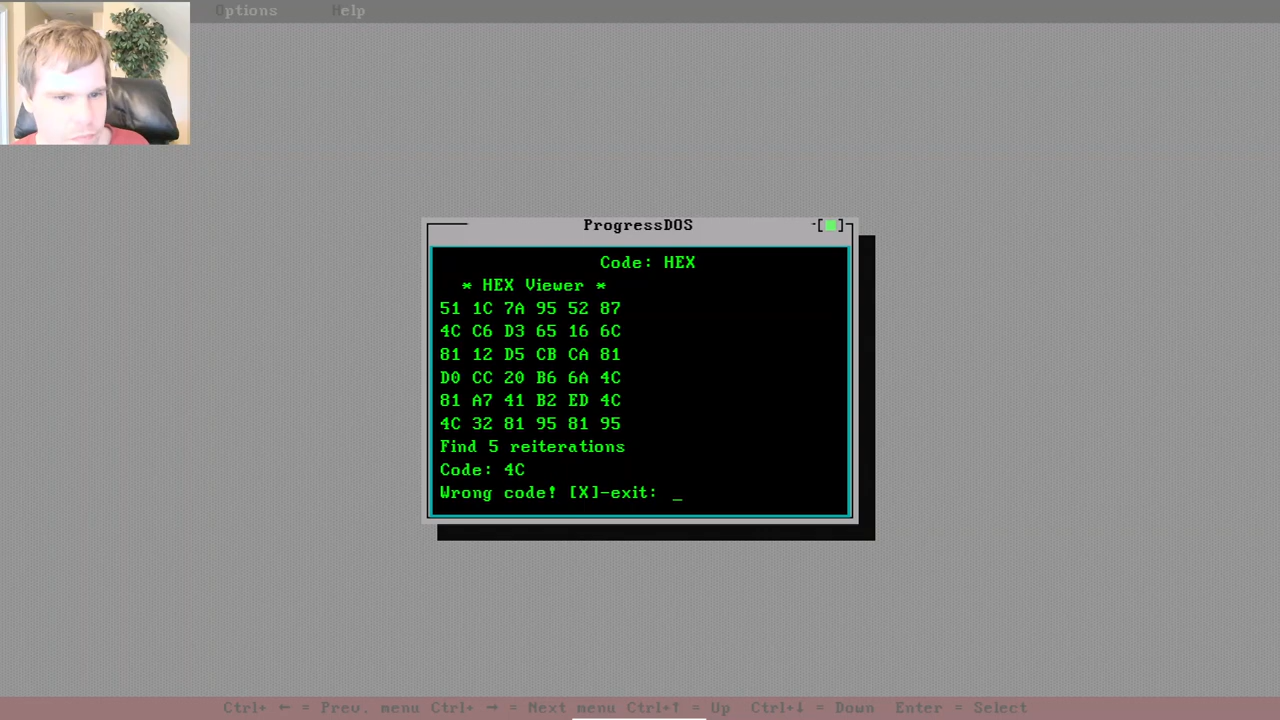 Options Help
ProgressDOS
[■]
Code: HEX
* HEX Viewer *
51 1C 7A 95 52 87
4C C6 D3 65 16 6C
81 12 D5 CB CA 81
D0 CC 20 B6 6A 4C
81 A7 41 B2 ED 4C
4C 32 81 95 81 95
Find 5 reiterations
Code: 4C
Wrong code! [X]-exit: _
Ctrl+ ← = Prev. menu Ctrl+ → = Next menu Ctrl+↑ = Up Ctrl+↓ = Down Enter = Select